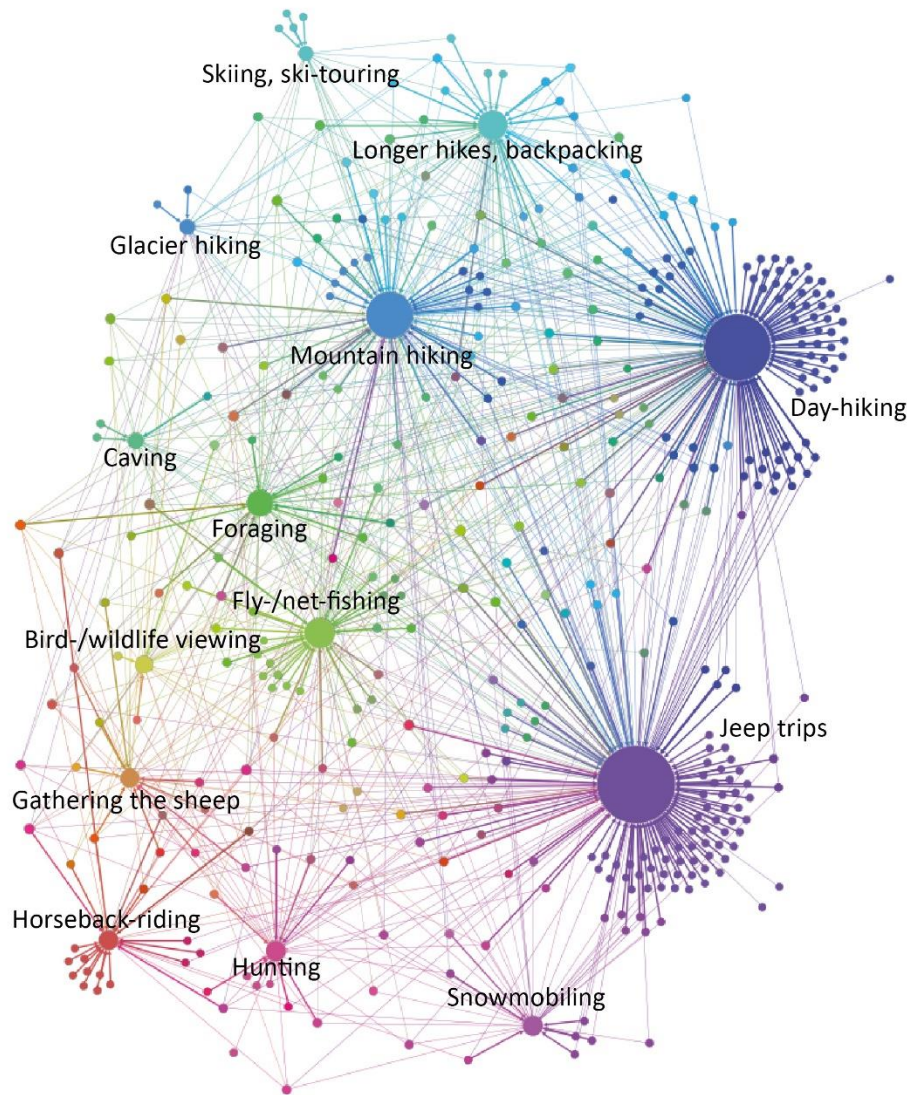 Skiing, ski-touring
Longer hikes, backpacking
Glacier hiking
Mountain hiking
Day-hiking
Caving
Foraging
Fly-/net-fishing
Bird-/wildlife viewing
Jeep trips
Gathering the sheep
Horseback-riding
Hunting
Snowmobiling